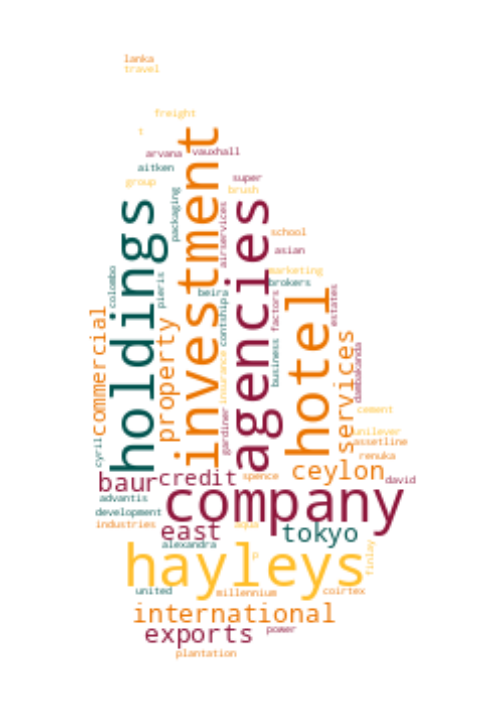 lanka
travel
freight
t
arvana
vauxhall
aitken
group
super
brush
packaging
holdings
investment
agencies
airservices
school
asian
colombo
pieris
beira
marketing
brokers
estates
hotel
commercial
property
contships
factors
business
services
dambakanda
insurance
gardiner
cement
unilever
assetline
renuka
cyril
baur
credit
spence
ceylon
david
advantis
company
development
industries
east
aqua
tokyo
alexandra
hayleys
p
finlay
united
millennium
coirtex
international
exports
power
plantation